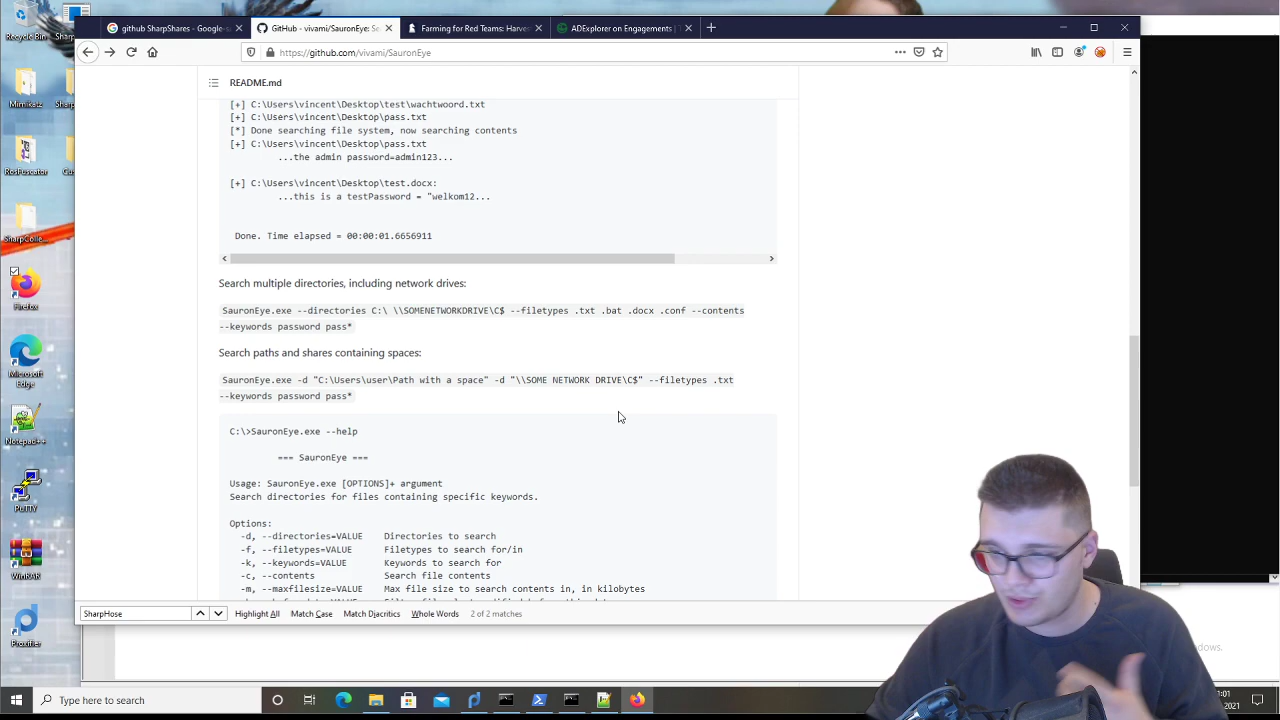 Recycle Bin
github SharpShares - Google-s
GitHub - vivami/SauronEye: Se
Farming for Red Teams: Harves
ADExplorer on Engagements | T
https://github.com/vivami/SauronEye
README.md
Mimikatz
Sharp
[+] C:\Users\vincent\Desktop\test\wachtwoord.txt
[+] C:\Users\vincent\Desktop\pass.txt
[*] Done searching file system, now searching contents
[+] C:\Users\vincent\Desktop\pass.txt
...the admin password=admin123...
[+] C:\Users\vincent\Desktop\test.docx:
...this is a testPassword = "welkom12...
Done. Time elapsed = 00:00:01.6656911
RosFuscator
SharpColle...
Firefox
Microsoft
Edge
Notepad++
PuTTY
WinRAR
Proxifier
Search multiple directories, including network drives:
SauronEye.exe --directories C:\ \\SOMENETWORKDRIVE\C$ --filetypes .txt .bat .docx .conf --contents
--keywords password pass*
Search paths and shares containing spaces:
SauronEye.exe -d "C:\Users\user\Path with a space" -d "\\SOME NETWORK DRIVE\C$" --filetypes .txt
--keywords password pass*
C:\>SauronEye.exe --help
=== SauronEye ===
Usage: SauronEye.exe [OPTIONS]+ argument
Search directories for files containing specific keywords.
Options:
-d, --directories=VALUE Directories to search
-f, --filetypes=VALUE Filetypes to search for/in
-k, --keywords=VALUE Keywords to search for
-c, --contents Search file contents
-m, --maxfilesize=VALUE Max file size to search contents in, in kilobytes
SharpHose
Highlight All
Match Case
Match Diacritics
Whole Words
2 of 2 matches
dows.
Type here to search
:01
2021